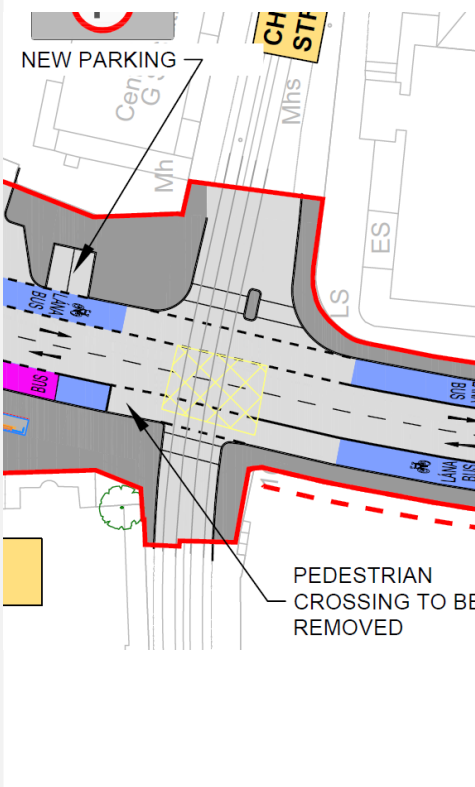 CH
STR
NEW PARKING
Cen
G S
Mhs
Mh
ES
LS
LÁNA
BUS
BUS
BUS
LÁNA
BUS
PEDESTRIAN
CROSSING TO BE
REMOVED